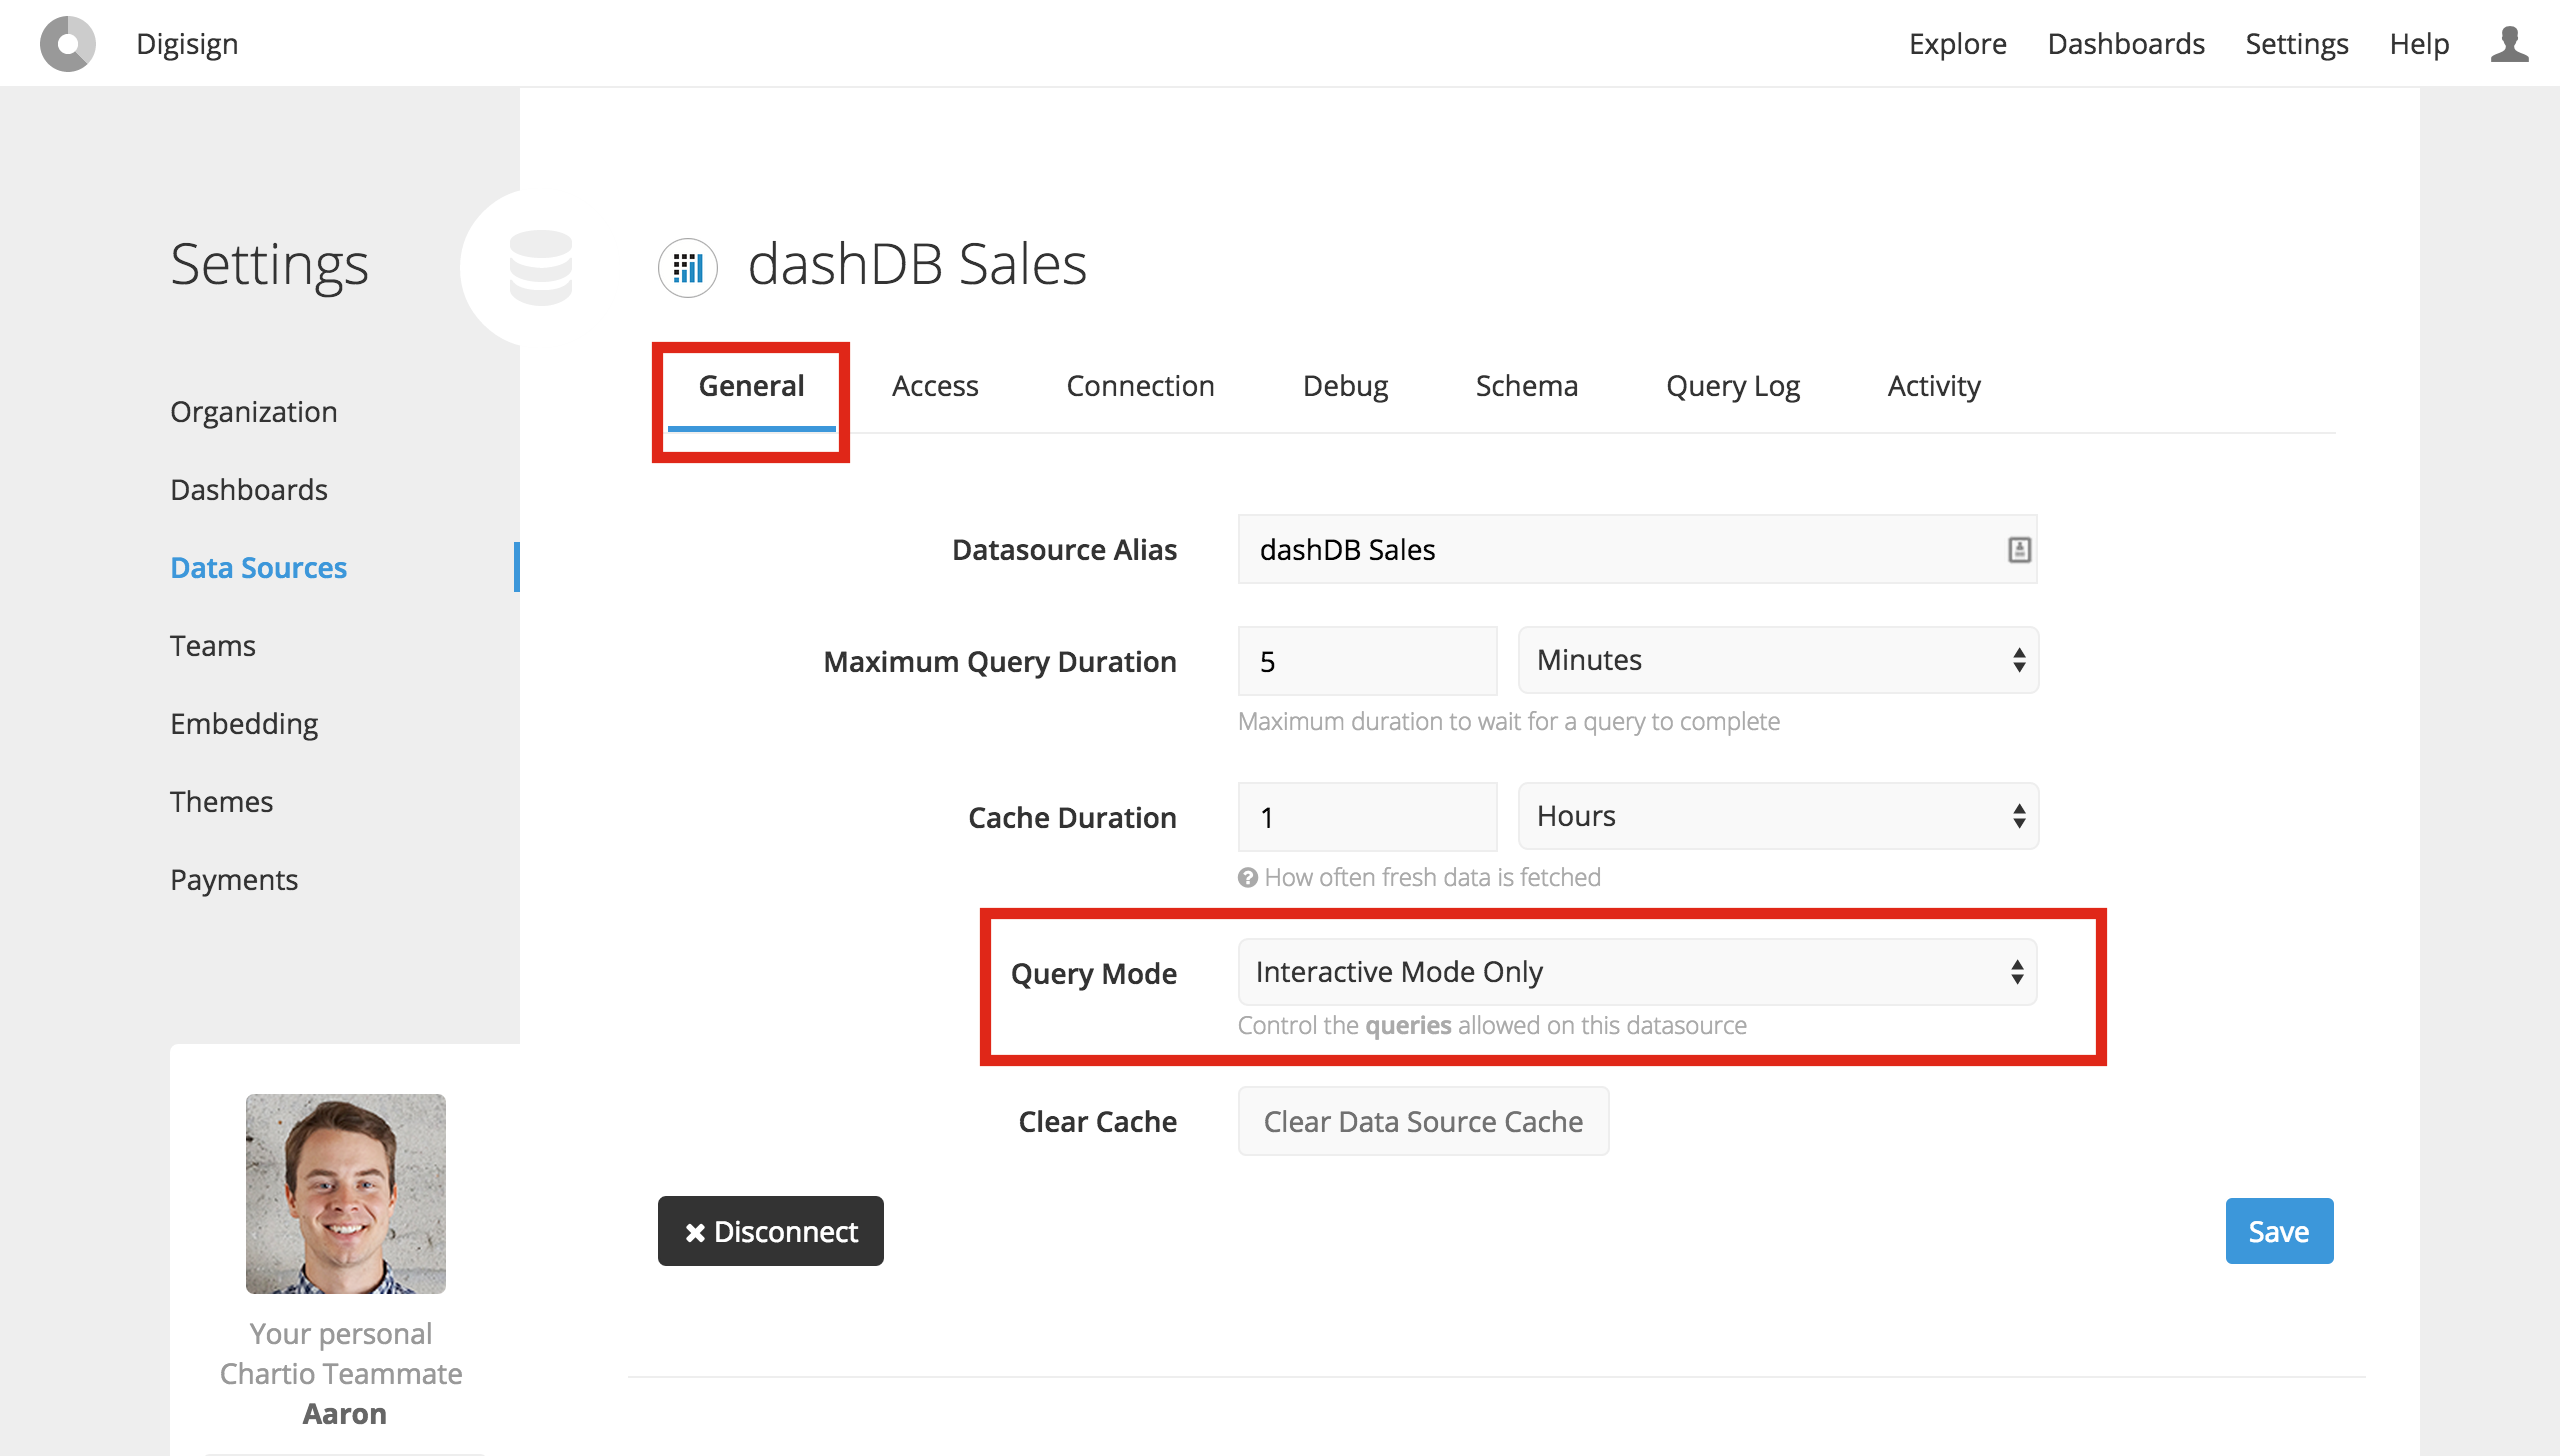 Digisign
Explore Dashboards Settings Help
Settings
Organization
Dashboards
Data Sources
Teams
Embedding
Themes
Payments
Your personal
Chartio Teammate
Aaron
dashDB Sales
General Access Connection Debug Schema Query Log Activity
Datasource Alias dashDB Sales
Maximum Query Duration 5 Minutes
Maximum duration to wait for a query to complete
Cache Duration 1 Hours
How often fresh data is fetched
Query Mode Interactive Mode Only
Control the queries allowed on this datasource
Clear Cache Clear Data Source Cache
Disconnect Save